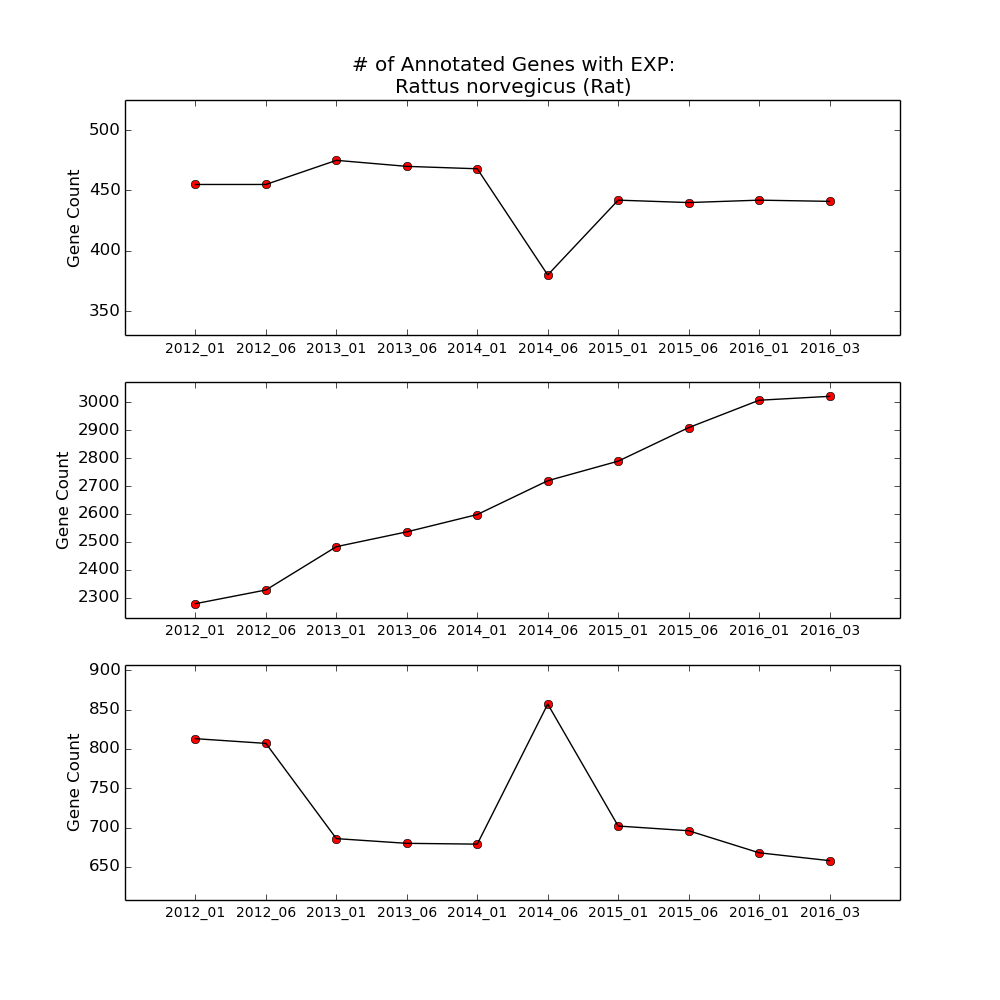 # of Annotated Genes with EXP:
Rattus norvegicus (Rat)
500
450
400
350
Gene Count
2012_01 2012_06 2013_01 2013_06 2014_01 2014_06 2015_01 2015_06 2016_01 2016_03
3000
2900
2800
2700
2600
2500
2400
2300
Gene Count
2012_01 2012_06 2013_01 2013_06 2014_01 2014_06 2015_01 2015_06 2016_01 2016_03
900
850
800
750
700
650
Gene Count
2012_01 2012_06 2013_01 2013_06 2014_01 2014_06 2015_01 2015_06 2016_01 2016_03